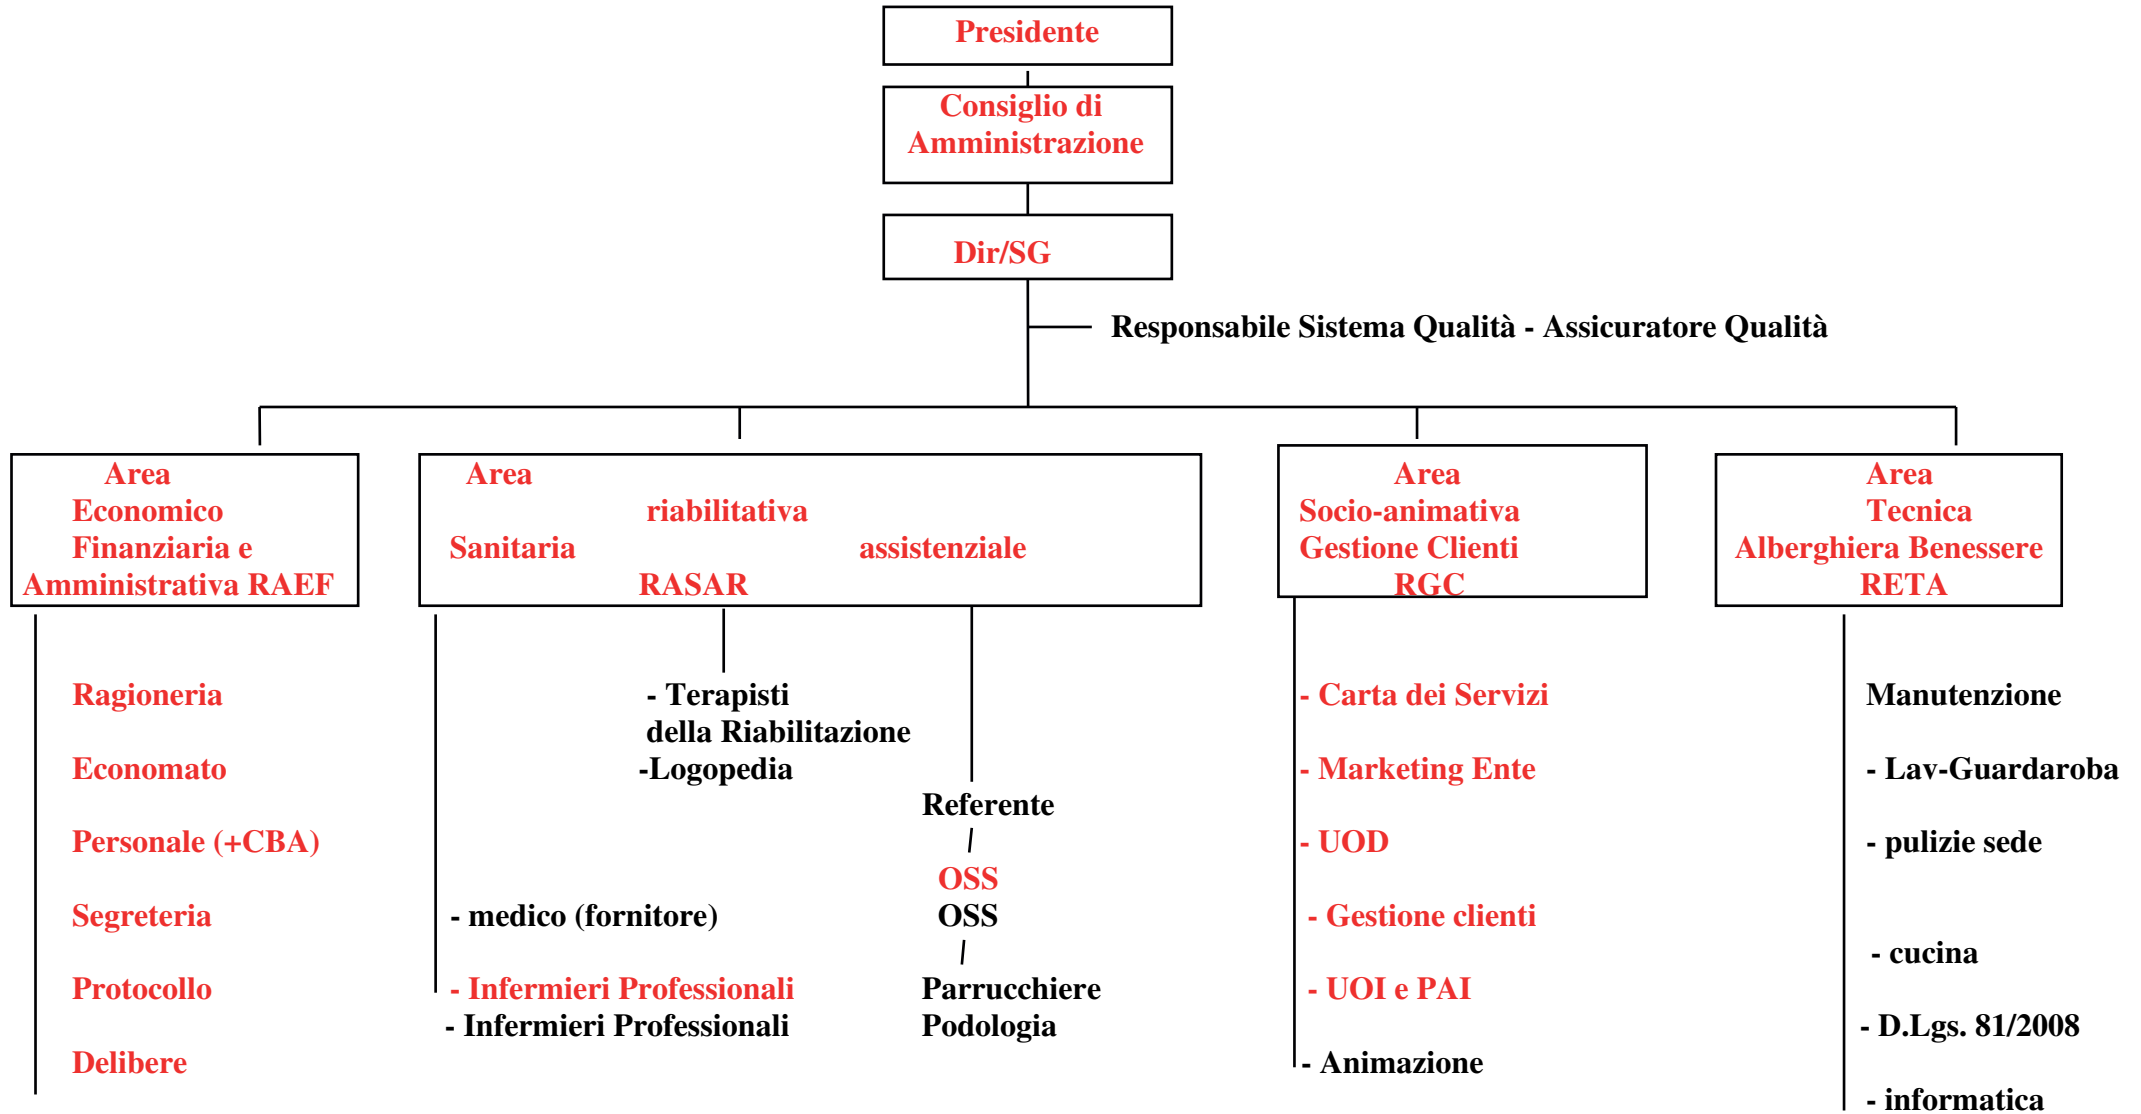 Presidente
Consiglio di
Amministrazione
Dir/SG
Responsabile Sistema Qualità - Assicuratore Qualità
Area
Economico
Finanziaria e
Amministrativa RAEF
Area
riabilitativa
Sanitaria assistenziale
RASAR
Area
Socio-animativa
Gestione Clienti
RGC
Area
Tecnica
Alberghiera Benessere
RETA
Ragioneria
Economato
Personale (+CBA)
Segreteria
Protocollo
Delibere
- medico (fornitore)
- Infermieri Professionali
- Infermieri Professionali
- Terapisti
della Riabilitazione
-Logopedia
Referente
/
OSS
OSS
/
Parrucchiere
Podologia
- Carta dei Servizi
- Marketing Ente
- UOD
- Gestione clienti
- UOI e PAI
- Animazione
Manutenzione
- Lav-Guardaroba
- pulizie sede
- cucina
- D.Lgs. 81/2008
- informatica